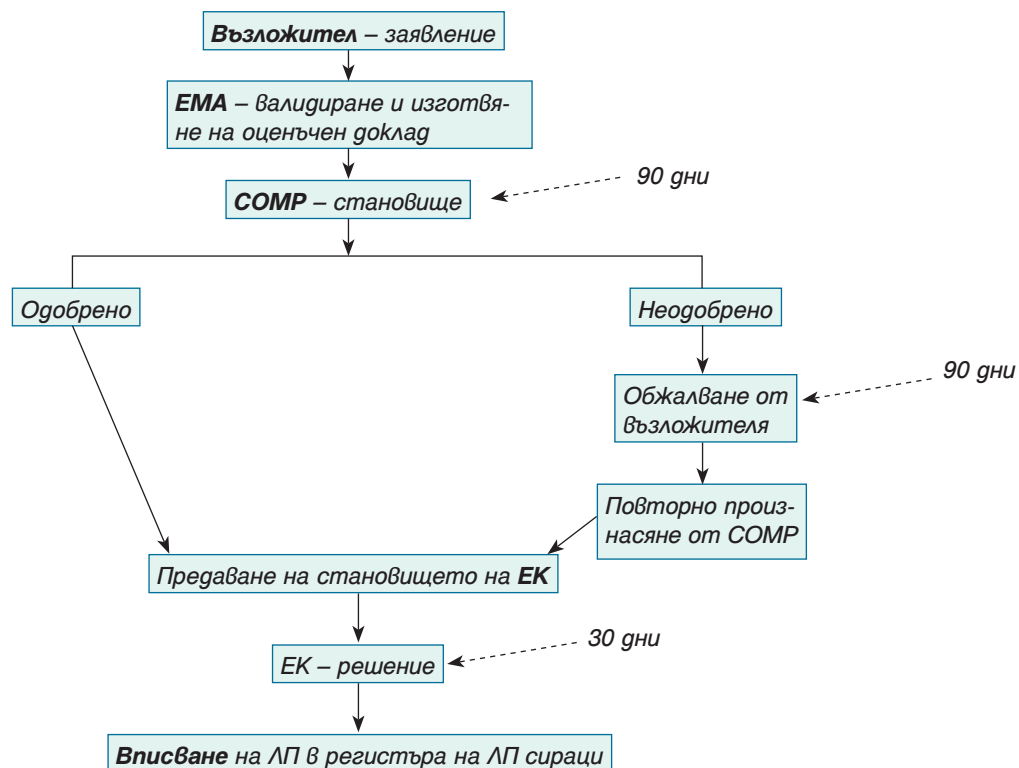 Възложител – заявление
ЕМА – валидиране и изготвя-
не на оценъчен доклад
90 дни
COMP – становище
Одобрено
Неодобрено
90 дни
Обжалване от
възложителя
Повторно произ-
насяне от COMP
Предаване на становището на ЕК
30 дни
ЕК – решение
Вписване на ЛП в регистъра на ЛП сираци